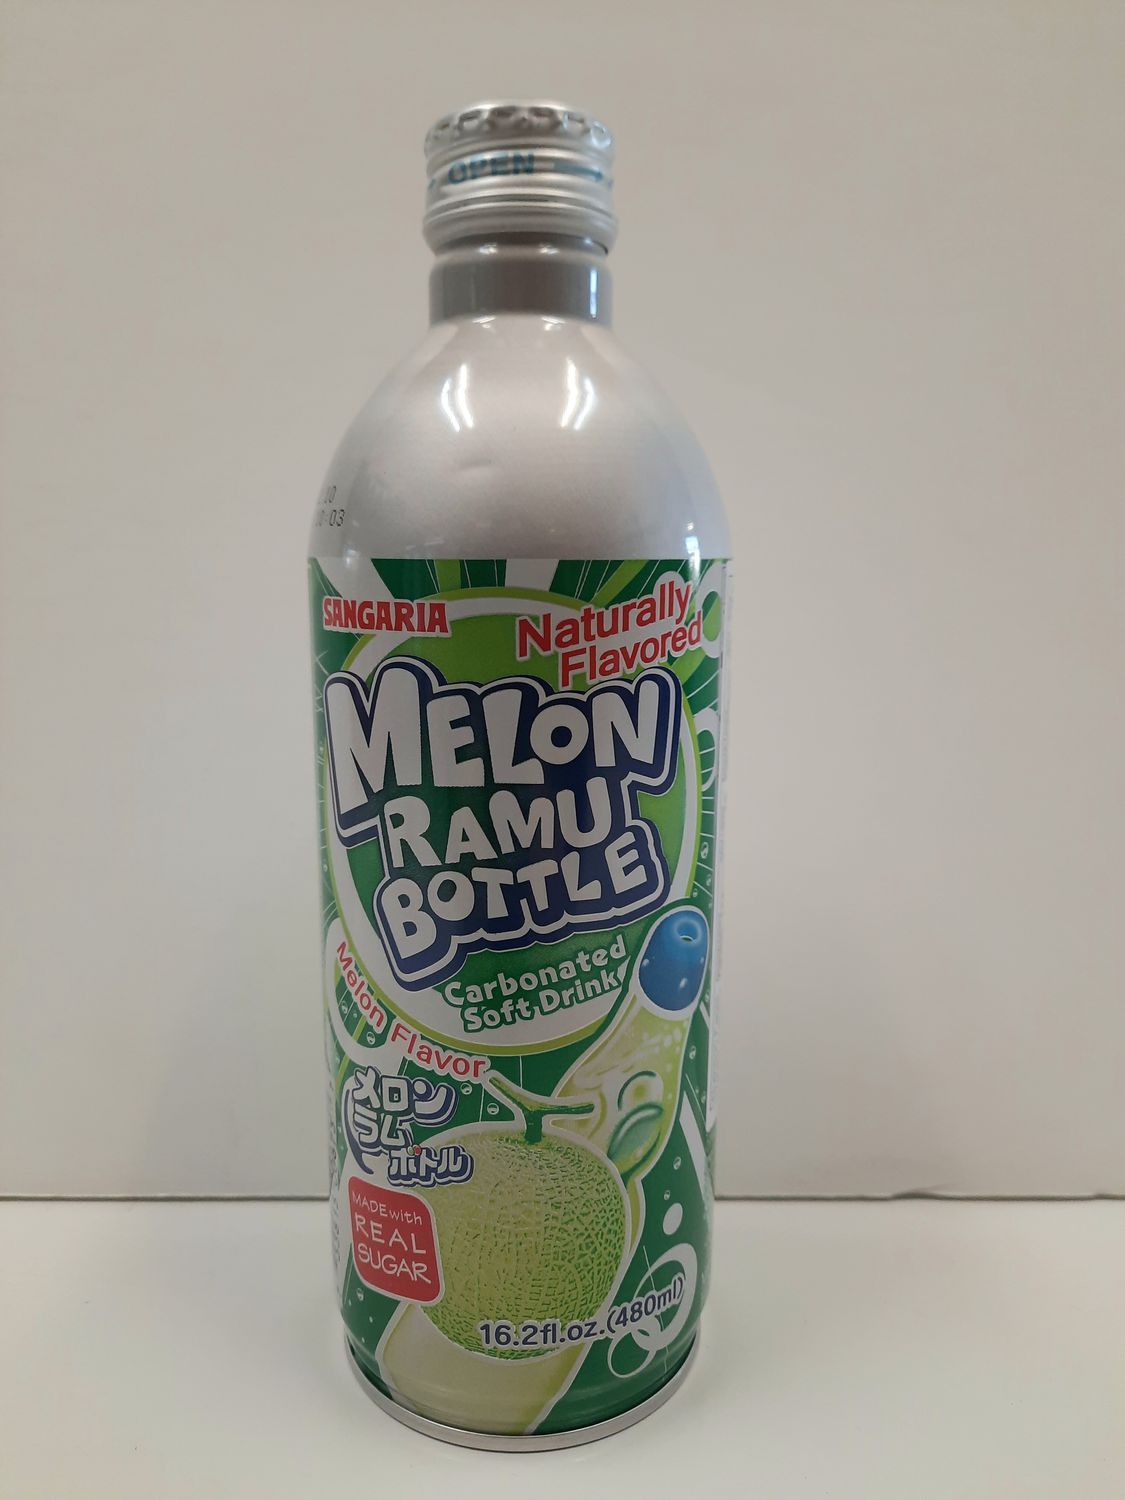 OPEN
SANGARIA
Naturally
Flavored
MELON
RAMU
BOTTLE
Carbonated
Soft Drink
Melon Flavor
メロン
ラム
ボトル
MADE with
REAL
SUGAR
16.2fl.oz.(480ml)